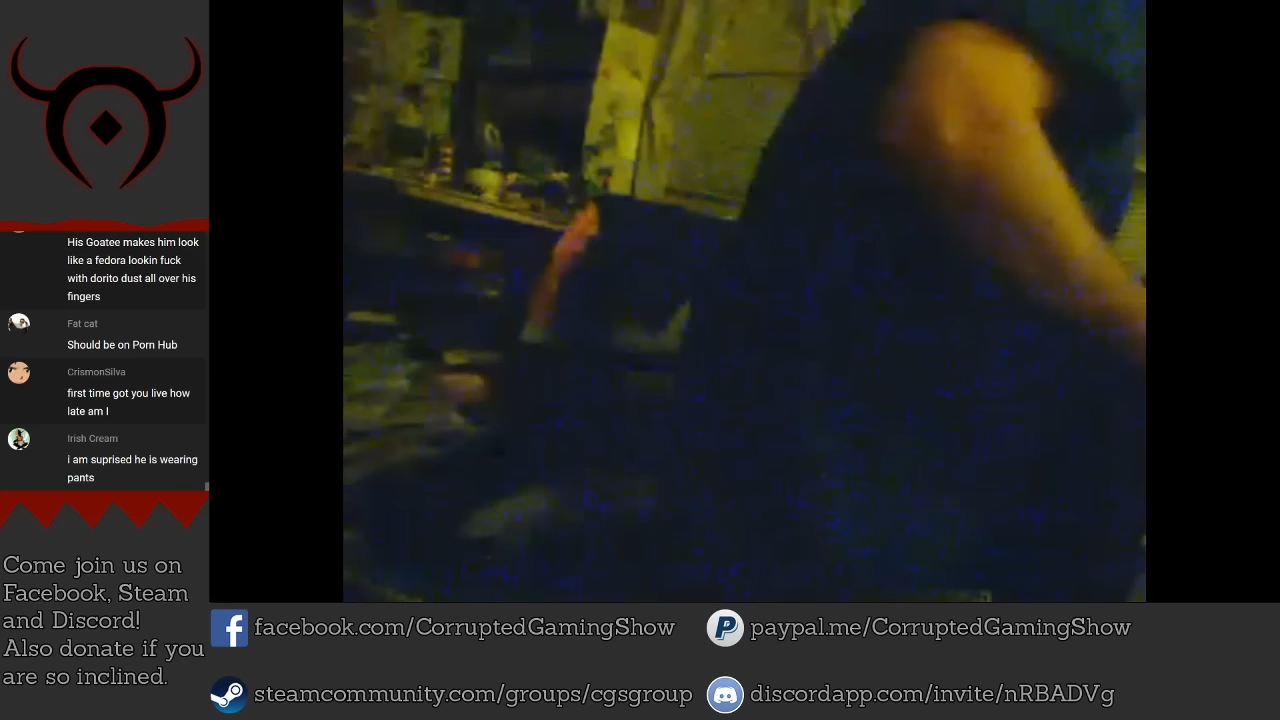 His Goatee makes him look
like a fedora lookin fuck
with dorito dust all over his
fingers
Fat cat
Should be on Porn Hub
CrismonSilva
first time got you live how
late am I
Irish Cream
i am suprised he is wearing
pants
Come join us on
Facebook, Steam
and Discord!
Also donate if you
are so inclined.
facebook.com/CorruptedGamingShow
paypal.me/CorruptedGamingShow
steamcommunity.com/groups/cgsgroup
discordapp.com/invite/nRBADVg